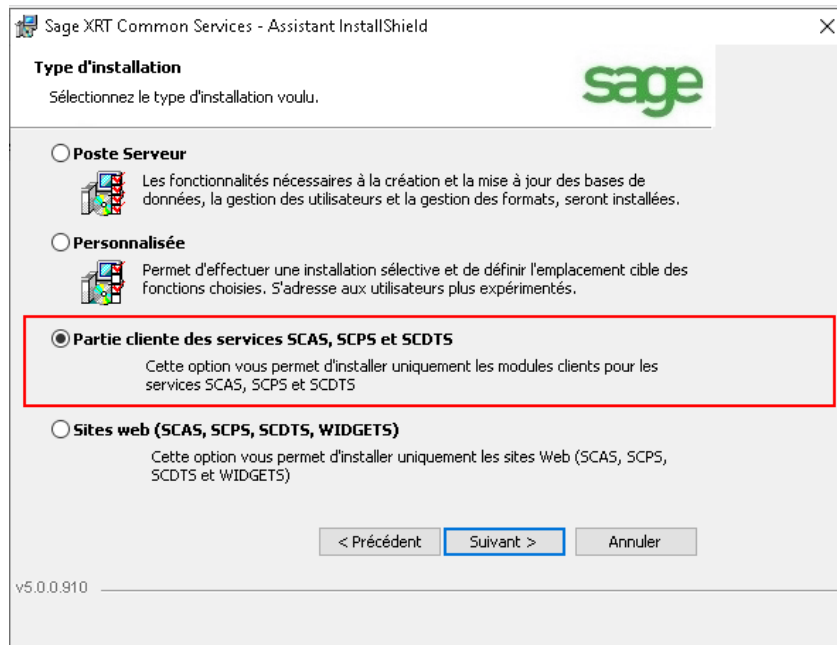 Sage XRT Common Services - Assistant InstallShield
Type d'installation
Sélectionnez le type d'installation voulu.
sage
Poste Serveur
Les fonctionnalités nécessaires à la création et la mise à jour des bases de
données, la gestion des utilisateurs et la gestion des formats, seront installées.
Personnalisée
Permet d'effectuer une installation sélective et de définir l'emplacement cible des
fonctions choisies. S'adresse aux utilisateurs plus expérimentés.
Partie cliente des services SCAS, SCPS et SCDTS
Cette option vous permet d'installer uniquement les modules clients pour les
services SCAS, SCPS et SCDTS
Sites web (SCAS, SCPS, SCDTS, WIDGETS)
Cette option vous permet d'installer uniquement les sites Web (SCAS, SCPS,
SCDTS et WIDGETS)
< Précédent Suivant > Annuler
v5.0.0.910